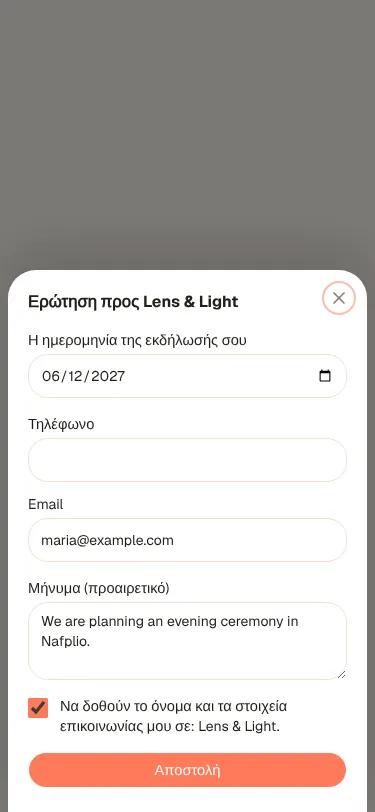 Ερώτηση προς Lens & Light
Η ημερομηνία της εκδήλωσής σου
06/12/2027
Τηλέφωνο
Email
maria@example.com
Μήνυμα (προαιρετικό)
We are planning an evening ceremony in
Nafplio.
Να δοθούν το όνομα και τα στοιχεία
επικοινωνίας μου σε: Lens & Light.
Αποστολή